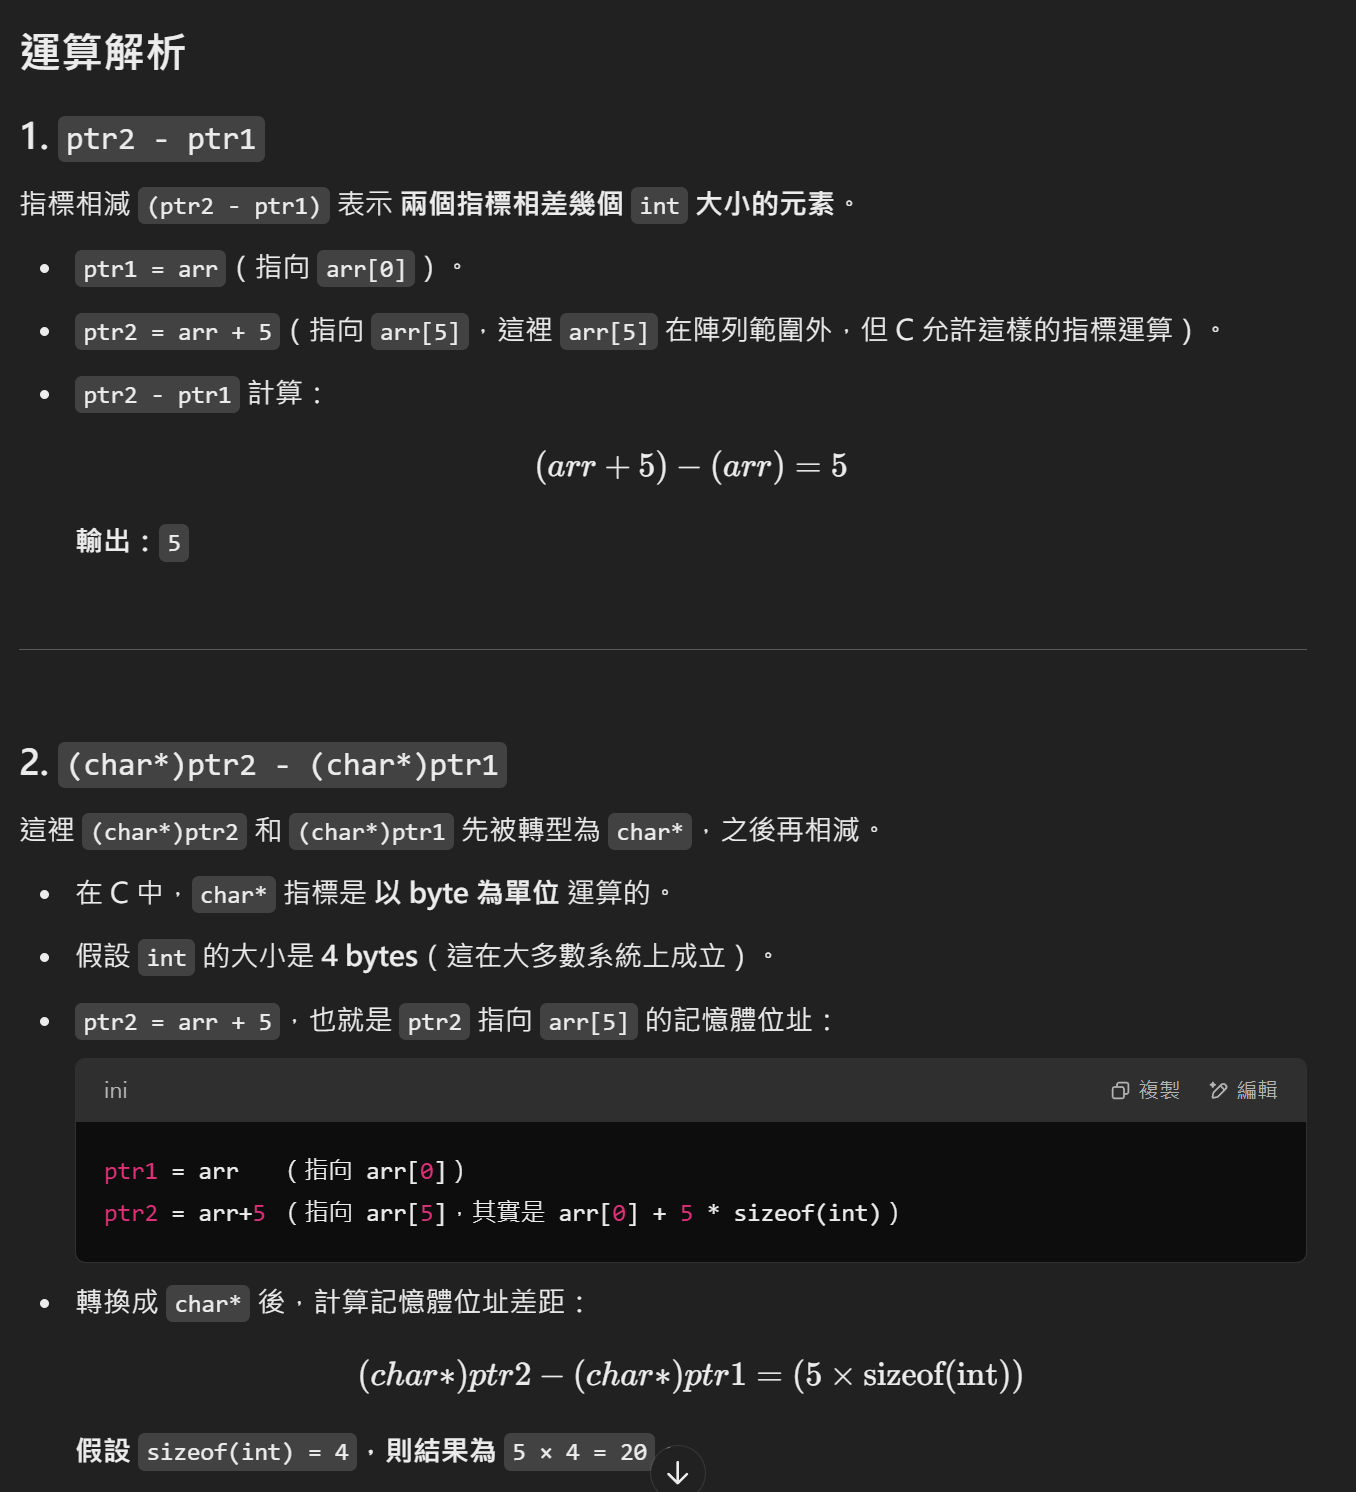 運算解析
1. ptr2 - ptr1
指標相減 (ptr2 - ptr1) 表示 兩個指標相差幾個 int 大小的元素。
• ptr1 = arr（指向 arr[0]）。
• ptr2 = arr + 5（指向 arr[5]，這裡 arr[5] 在陣列範圍外，但 C 允許這樣的指標運算）。
• ptr2 - ptr1 計算：
(arr + 5) − (arr) = 5
輸出：5
2. (char*)ptr2 - (char*)ptr1
這裡 (char*)ptr2 和 (char*)ptr1 先被轉型為 char*，之後再相減。
• 在 C 中，char* 指標是 以 byte 為單位 運算的。
• 假設 int 的大小是 4 bytes（這在大多數系統上成立）。
• ptr2 = arr + 5，也就是 ptr2 指向 arr[5] 的記憶體位址：
ini 複製 編輯
ptr1 = arr （指向 arr[0]）
ptr2 = arr+5 （指向 arr[5]，其實是 arr[0] + 5 * sizeof(int)）
• 轉換成 char* 後，計算記憶體位址差距：
(char∗)ptr2 − (char∗)ptr1 = (5 × sizeof(int))
假設 sizeof(int) = 4，則結果為 5 × 4 = 20